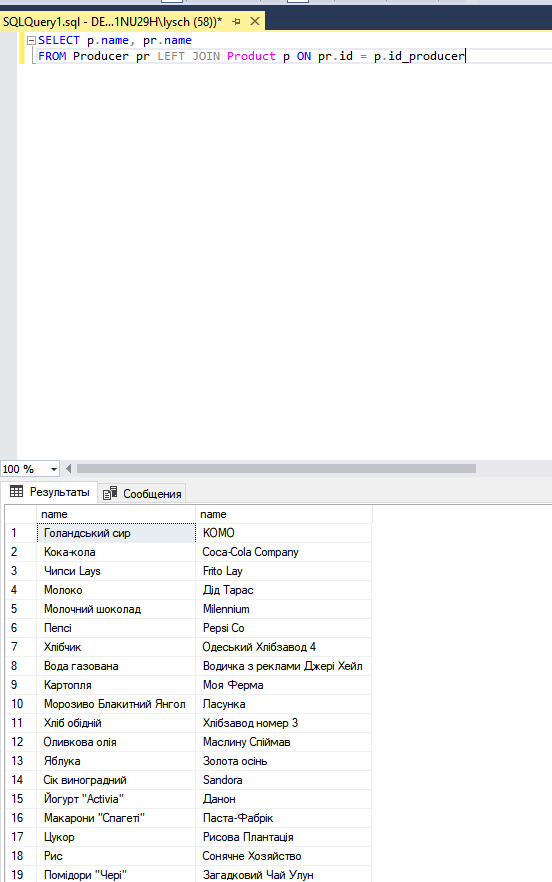 SQLQuery1.sql - DE...1NU29H\lysch (58))*
SELECT p.name, pr.name
FROM Producer pr LEFT JOIN Product p ON pr.id = p.id_producer
100 %
Результаты Сообщения
name name
1 Голандський сир КОМО
2 Кока-кола Coca-Cola Company
3 Чипси Lays Frito Lay
4 Молоко Дід Тарас
5 Молочний шоколад Milennium
6 Пепсі Pepsi Co
7 Хлібчик Одеський Хлібзавод 4
8 Вода газована Водичка з реклами Джері Хейл
9 Картопля Моя Ферма
10 Морозиво Блакитний Янгол Ласунка
11 Хліб обідній Хлібзавод номер 3
12 Оливкова олія Маслину Спіймав
13 Яблука Золота осінь
14 Сік виноградний Sandora
15 Йогурт "Activia" Данон
16 Макарони "Спагеті" Паста-Фабрік
17 Цукор Рисова Плантація
18 Рис Сонячне Хозяйство
19 Помідори "Чері" Загадковий Чай Улун